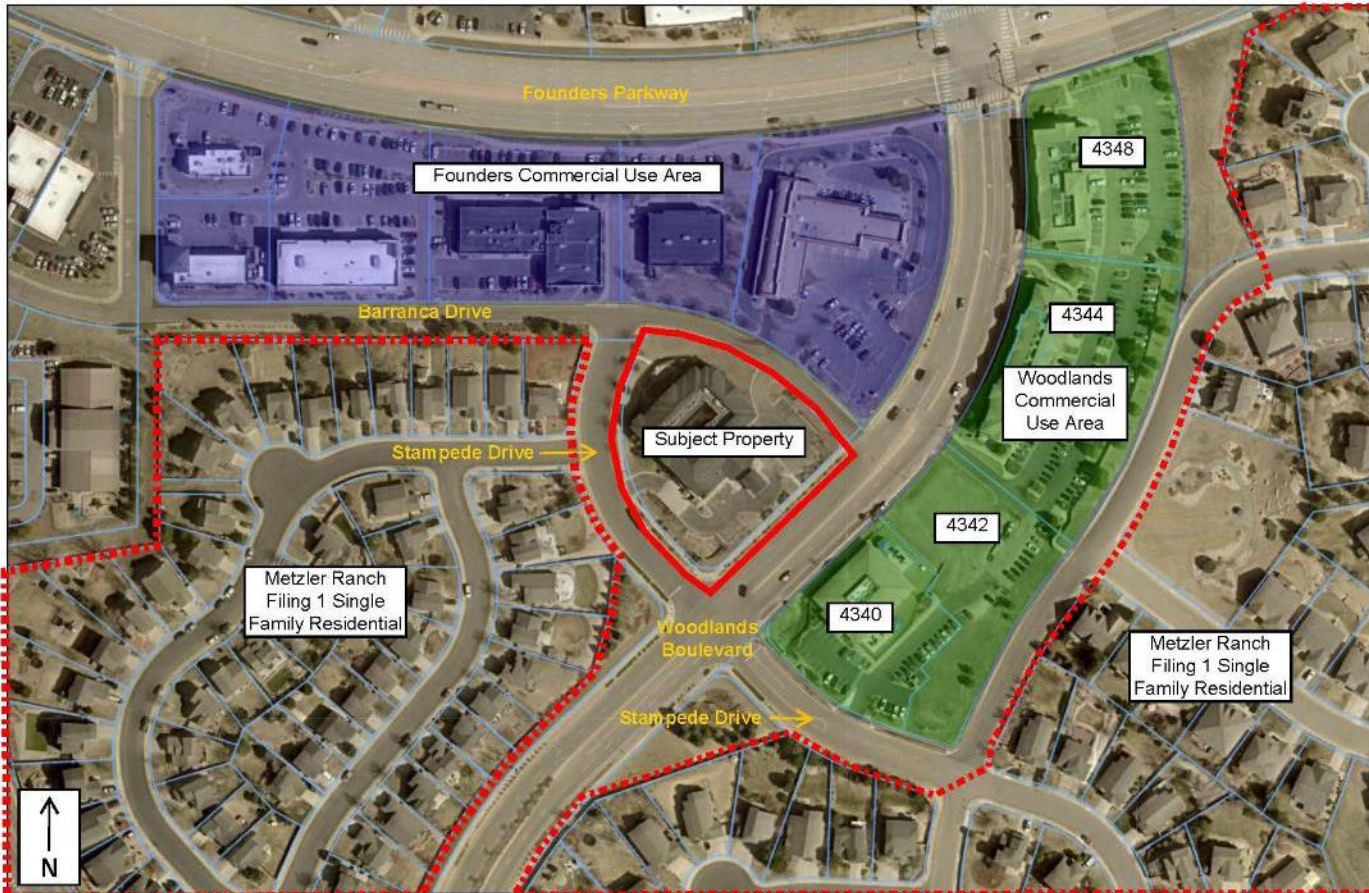 Founders Parkway
4348
Founders Commercial Use Area
Barranca Drive
4344
Woodlands
Commercial
Use Area
Subject Property
Stampede Drive
4342
Metzler Ranch
Filing 1 Single
Family Residential
4340
Woodlands
Boulevard
Metzler Ranch
Filing 1 Single
Family Residential
Stampede Drive
N